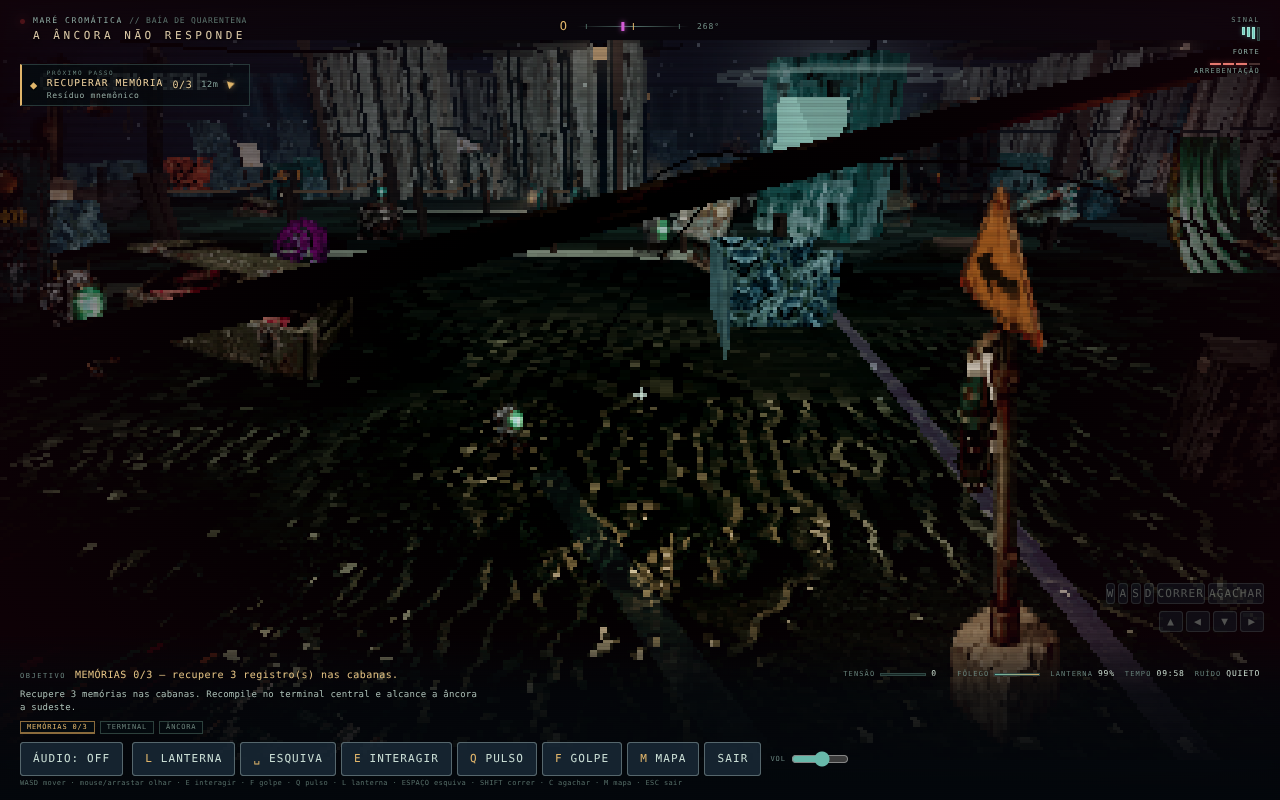 MARÉ CROMÁTICA // BAÍA DE QUARENTENA
A ÂNCORA NÃO RESPONDE
O 268°
SINAL
FORTE
ARREBENTAÇÃO
PRÓXIMO PASSO
RECUPERAR MEMÓRIA 0/3 12m
Resíduo mnemônico
W A S D CORRER AGACHAR
▲ ◀ ▼ ▶
OBJETIVO MEMÓRIAS 0/3 — recupere 3 registro(s) nas cabanas.
TENSÃO 0 FÔLEGO LANTERNA 99% TEMPO 09:58 RUÍDO QUIETO
Recupere 3 memórias nas cabanas. Recompile no terminal central e alcance a âncora
a sudeste.
MEMÓRIAS 0/3 TERMINAL ÂNCORA
ÁUDIO: OFF L LANTERNA ␣ ESQUIVA E INTERAGIR Q PULSO F GOLPE M MAPA SAIR VOL
WASD mover · mouse/arrastar olhar · E interagir · F golpe · Q pulso · L lanterna · ESPAÇO esquiva · SHIFT correr · C agachar · M mapa · ESC sair